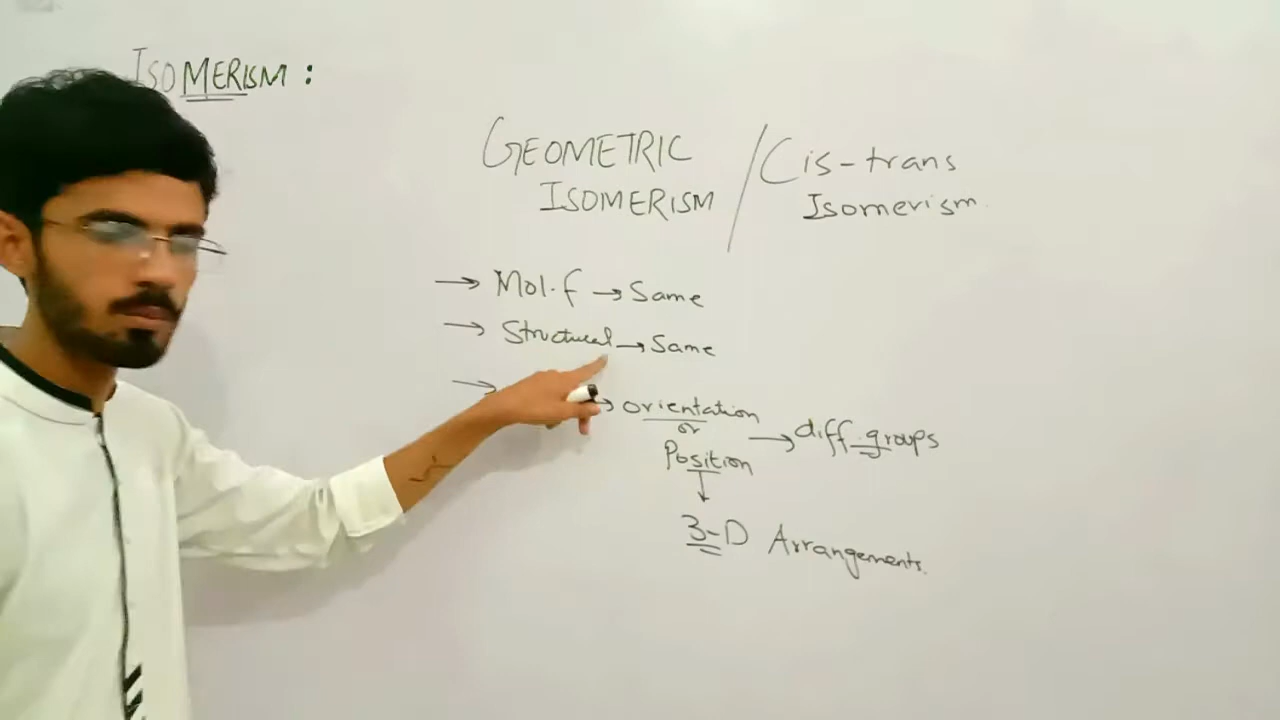 ISOMERISM :
GEOMETRIC / Cis-trans
ISOMERISM Isomerism
→ Mol.f → Same
→ Structural → Same
→ → orientation
or → diff. groups
Position
↓
3-D Arrangements.